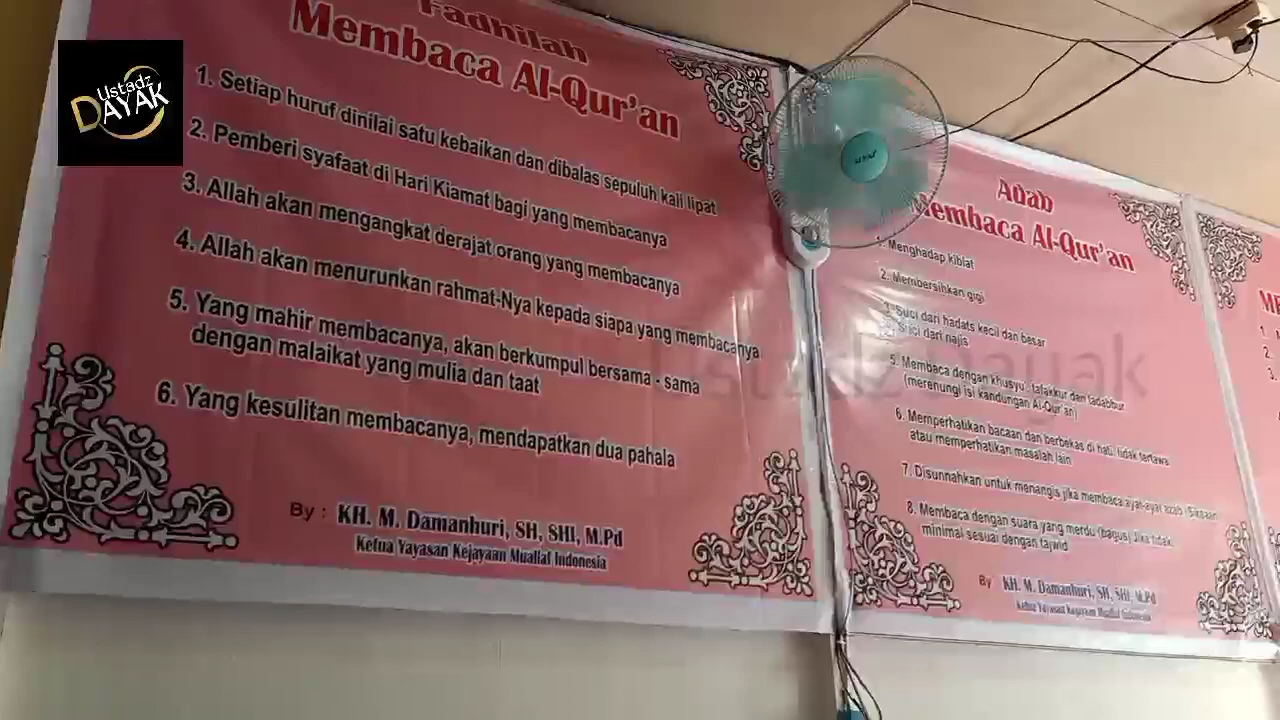 Ustadz
DAYAK
Fadhilah
Membaca Al-Qur'an
1. Setiap huruf dinilai satu kebaikan dan dibalas sepuluh kali lipat
2. Pemberi syafaat di Hari Kiamat bagi yang membacanya
3. Allah akan mengangkat derajat orang yang membacanya
4. Allah akan menurunkan rahmat-Nya kepada siapa yang membacanya
5. Yang mahir membacanya, akan berkumpul bersama - sama
dengan malaikat yang mulia dan taat
6. Yang kesulitan membacanya, mendapatkan dua pahala
By : KH. M. Damanhuri, SH, SHI, M.Pd
Ketua Yayasan Kejayaan Muallaf Indonesia
Adab
Membaca Al-Qur'an
1. Menghadap kiblat
2. Membersihkan gigi
3. Suci dari hadats kecil dan besar
4. Suci dari najis
5. Membaca dengan khusyu', tafakkur dan tadabbur
(merenungi isi kandungan Al-Qur'an)
6. Memperhatikan bacaan dan berbekas di hati, tidak tertawa
atau memperhatikan masalah lain
7. Disunnahkan untuk menangis jika membaca ayat-ayat azab / siksaan
8. Membaca dengan suara yang merdu (bagus) jika tidak,
minimal sesuai dengan tajwid
By KH. M. Damanhuri, SH, SHI, M.Pd
Ketua Yayasan Kejayaan Muallaf Indonesia
Ustadz Dayak
1.
2.
3.